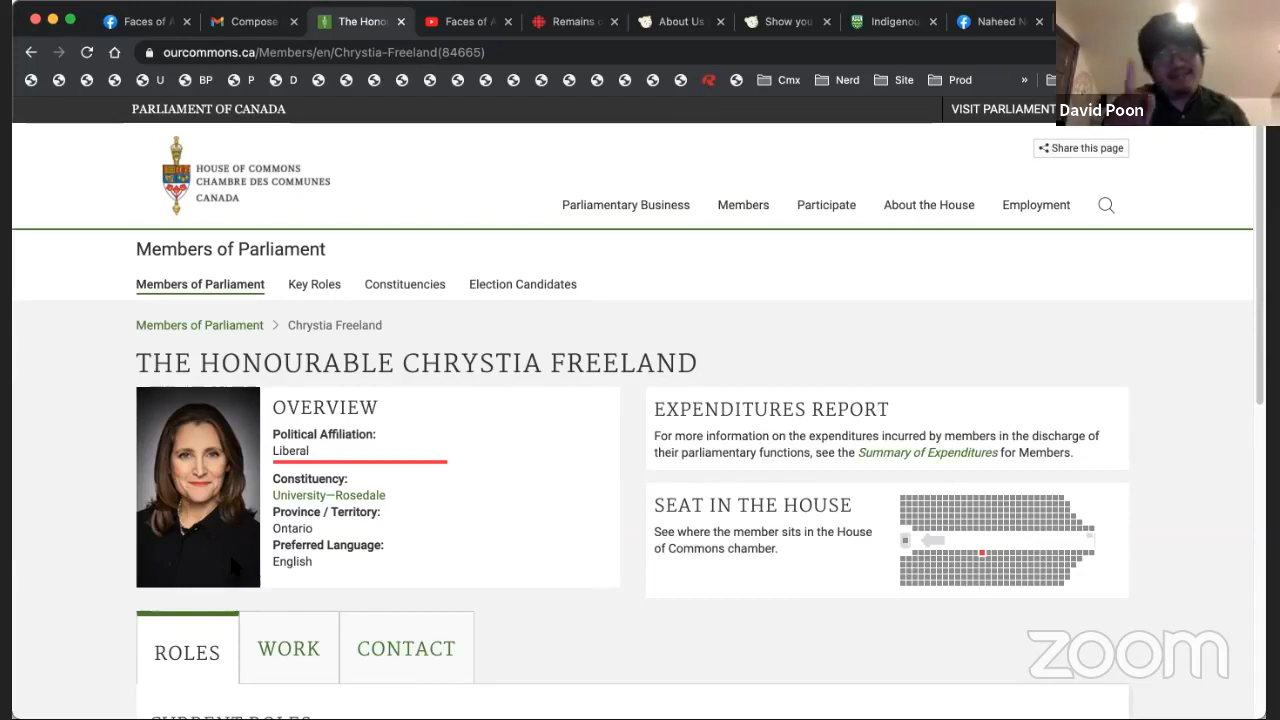 Faces of A
Compose
The Hono
Faces of A
Remains o
About Us
Show you
Indigenou
Naheed N
ourcommons.ca/Members/en/Chrystia-Freeland(84665)
U
BP
P
D
Cmx
Nerd
Site
Prod
»
David Poon
PARLIAMENT OF CANADA
VISIT PARLIAMENT
HOUSE OF COMMONS
CHAMBRE DES COMMUNES
CANADA
Share this page
Parliamentary Business
Members
Participate
About the House
Employment
Members of Parliament
Members of Parliament
Key Roles
Constituencies
Election Candidates
Members of Parliament > Chrystia Freeland
THE HONOURABLE CHRYSTIA FREELAND
OVERVIEW
Political Affiliation:
Liberal
Constituency:
University—Rosedale
Province / Territory:
Ontario
Preferred Language:
English
EXPENDITURES REPORT
For more information on the expenditures incurred by members in the discharge of
their parliamentary functions, see the Summary of Expenditures for Members.
SEAT IN THE HOUSE
See where the member sits in the House
of Commons chamber.
ROLES
WORK
CONTACT
CURRENT ROLES
zoom